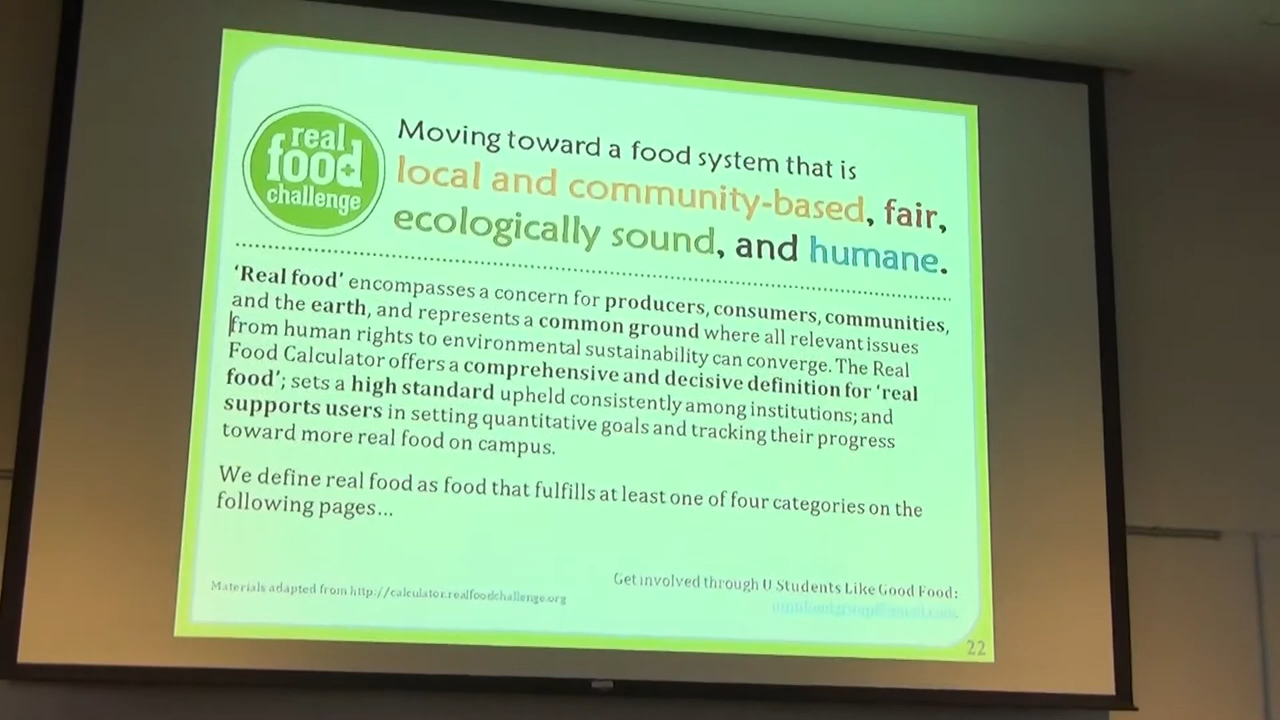 real
food
challenge
Moving toward a food system that is
local and community-based, fair,
ecologically sound, and humane.
'Real food' encompasses a concern for producers, consumers, communities,
and the earth, and represents a common ground where all relevant issues
from human rights to environmental sustainability can converge. The Real
Food Calculator offers a comprehensive and decisive definition for 'real
food'; sets a high standard upheld consistently among institutions; and
supports users in setting quantitative goals and tracking their progress
toward more real food on campus.
We define real food as food that fulfills at least one of four categories on the
following pages...
Materials adapted from http://calculator.realfoodchallenge.org
Get involved through U Students Like Good Food:
22